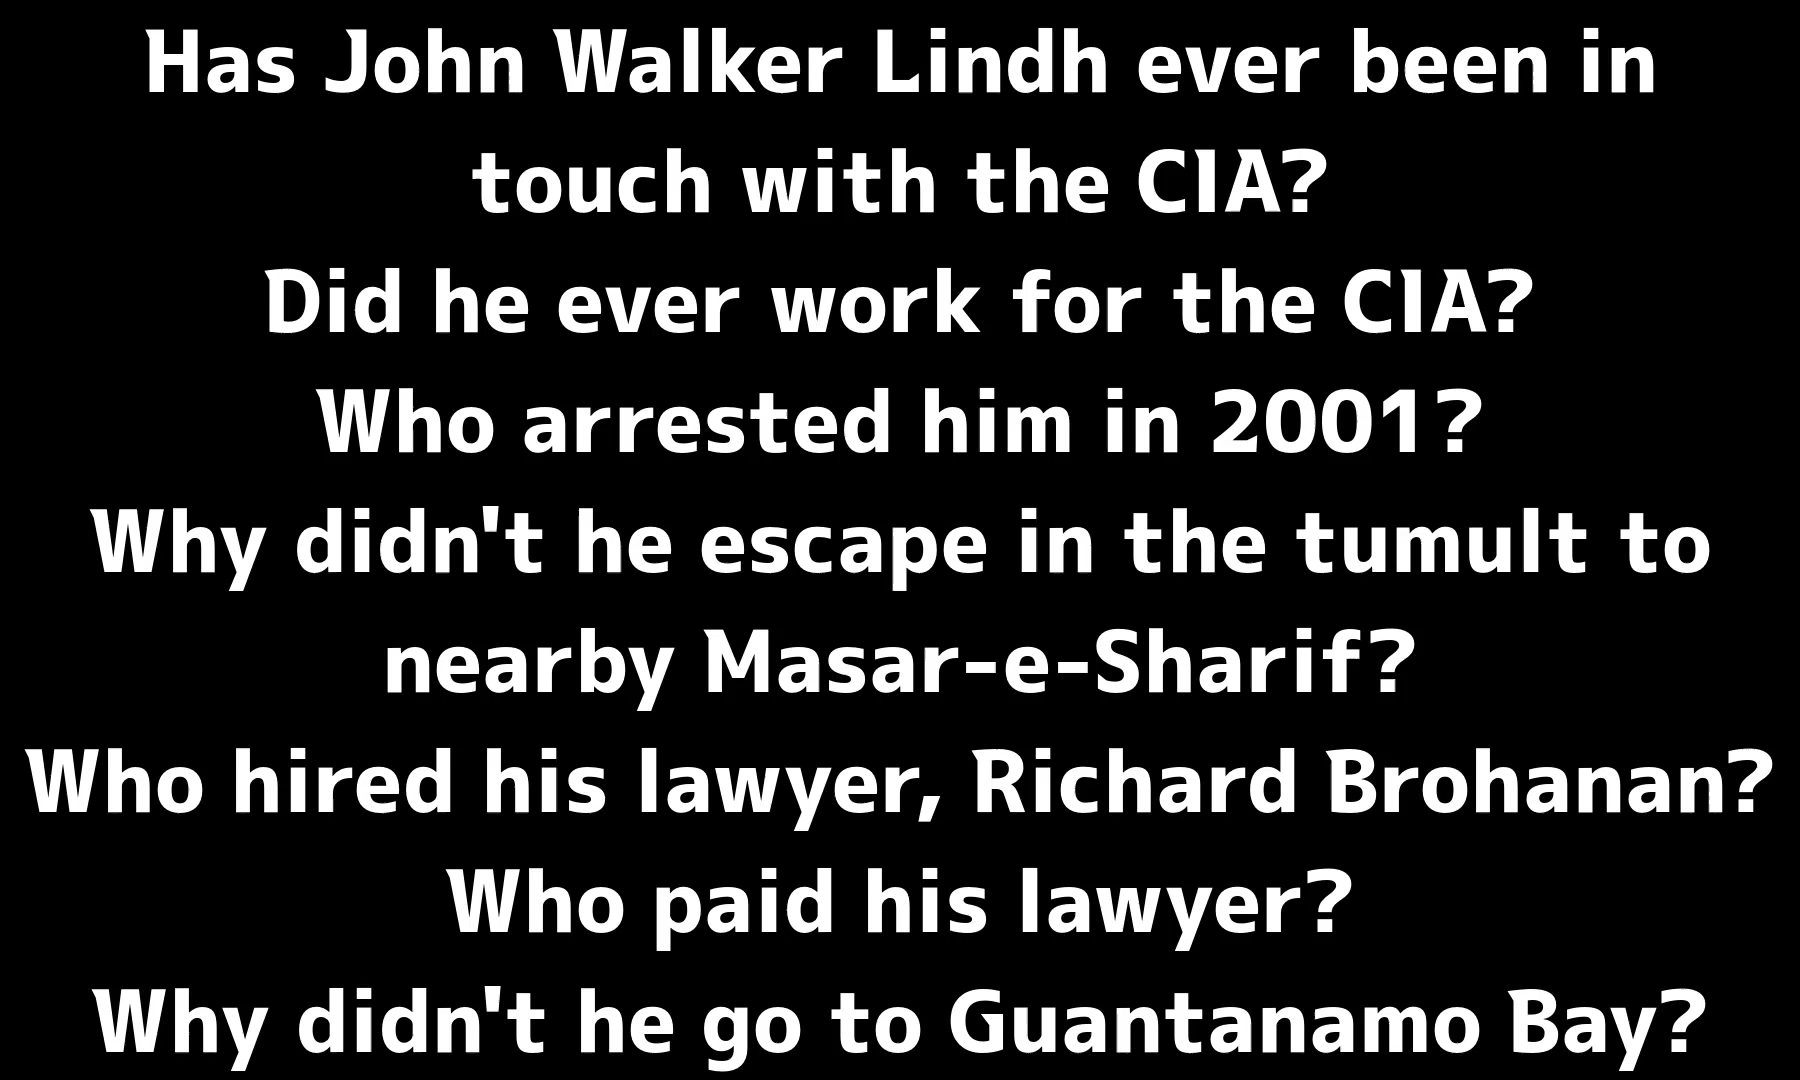 Has John Walker Lindh ever been in
touch with the CIA?
Did he ever work for the CIA?
Who arrested him in 2001?
Why didn't he escape in the tumult to
nearby Masar-e-Sharif?
Who hired his lawyer, Richard Brohanan?
Who paid his lawyer?
Why didn't he go to Guantanamo Bay?